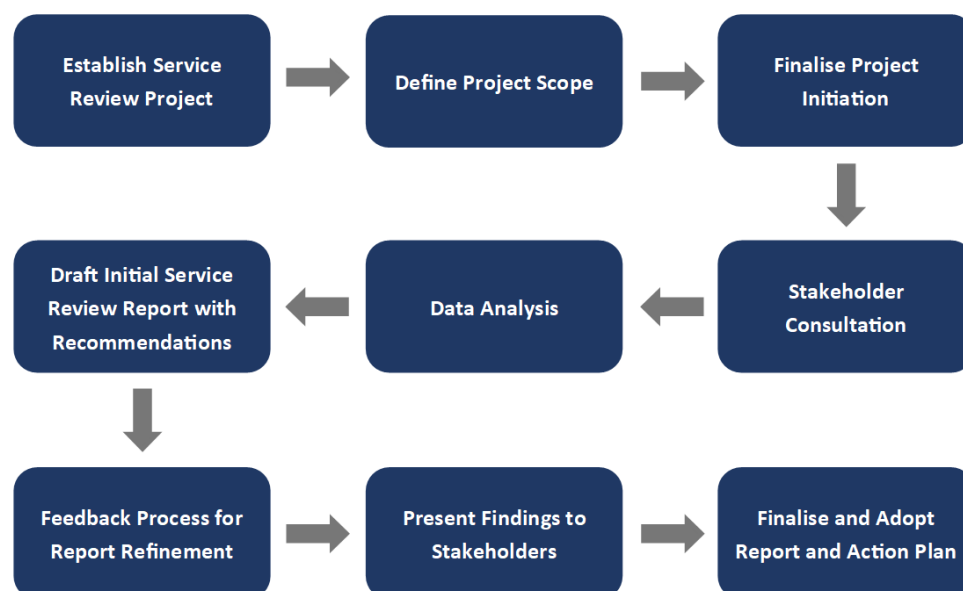 Establish Service
Review Project
Define Project Scope
Finalise Project
Initiation
Stakeholder
Consultation
Data Analysis
Draft Initial Service
Review Report with
Recommendations
Feedback Process for
Report Refinement
Present Findings to
Stakeholders
Finalise and Adopt
Report and Action Plan